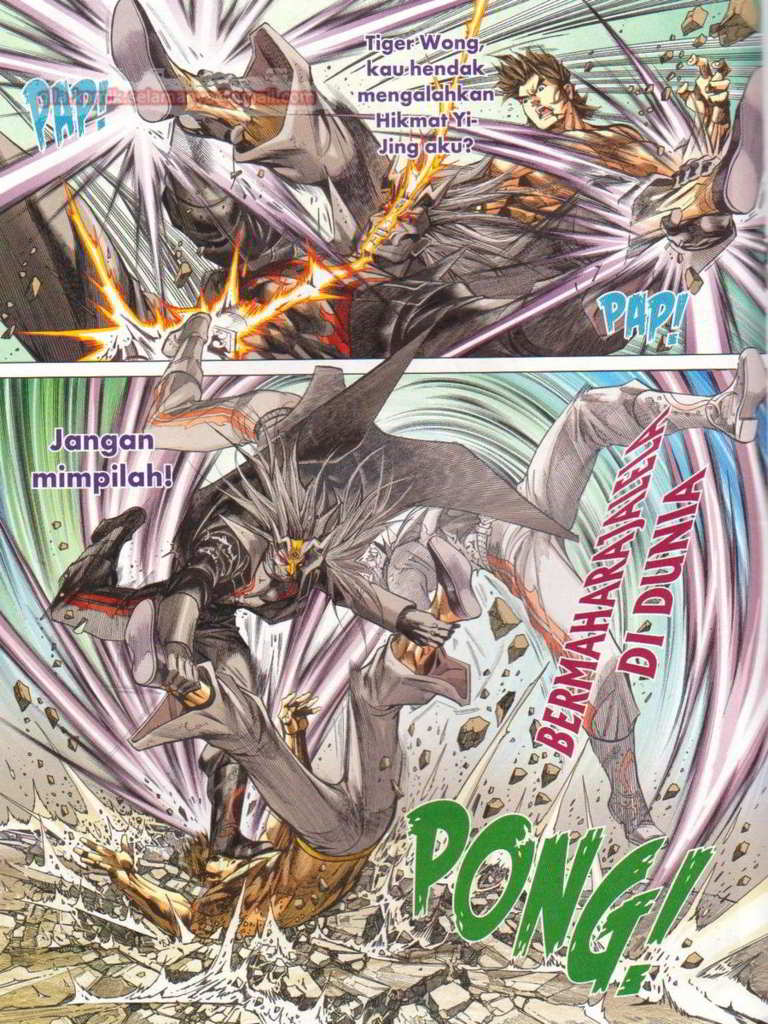 Tiger Wong,
kau hendak
mengalahkan
Hikmat Yi-
Jing aku?
PAP!
PAP!
Jangan
mimpilah!
BERMAHARAJALELA
DI DUNIA
PONG!